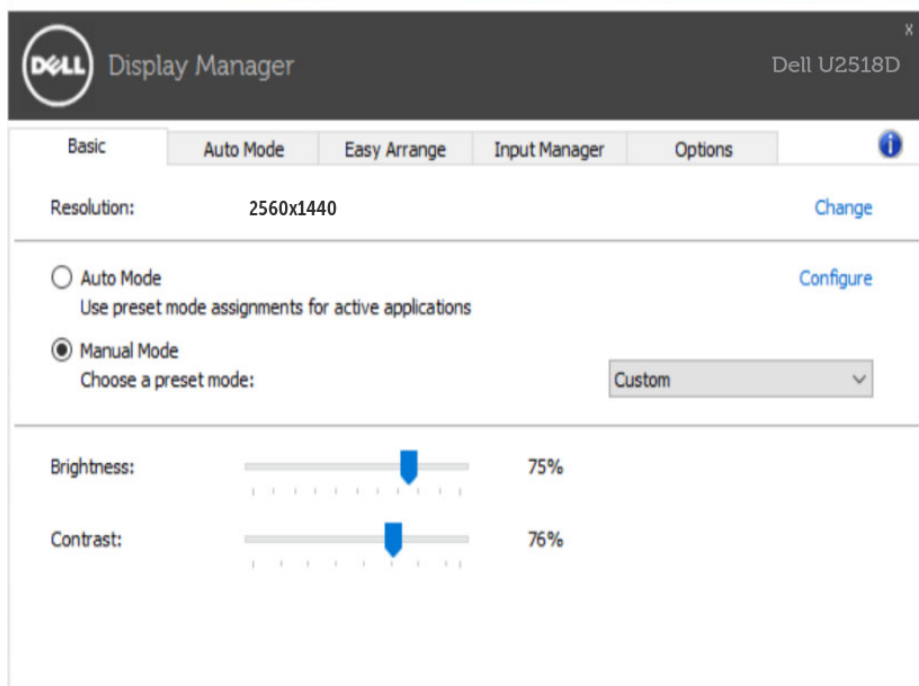 x
DELL Display Manager Dell U2518D
Basic Auto Mode Easy Arrange Input Manager Options i
Resolution: 2560x1440 Change
Auto Mode Configure
Use preset mode assignments for active applications
Manual Mode
Choose a preset mode: Custom
Brightness: 75%
Contrast: 76%